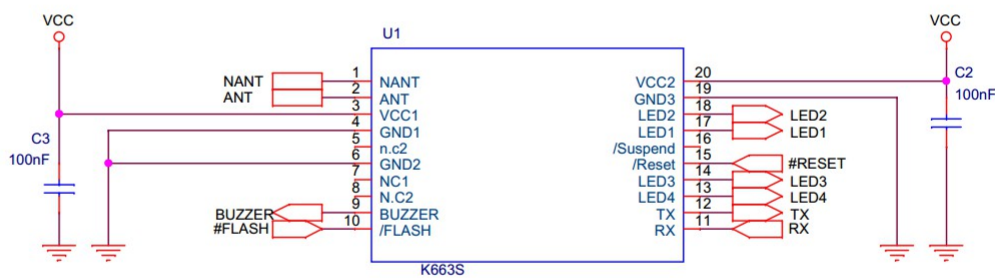 VCC
VCC
U1
NANT 1 NANT
ANT 2 ANT
3 VCC1
4 GND1
5 n.c2
6 GND2
7 NC1
8 N.C2
BUZZER 9 BUZZER
#FLASH 10 /FLASH
VCC2 20
GND3 19
LED2 18 LED2
LED1 17 LED1
/Suspend 16
/Reset 15 #RESET
LED3 14 LED3
LED4 13 LED4
TX 12 TX
RX 11 RX
C3
100nF
C2
100nF
K663S